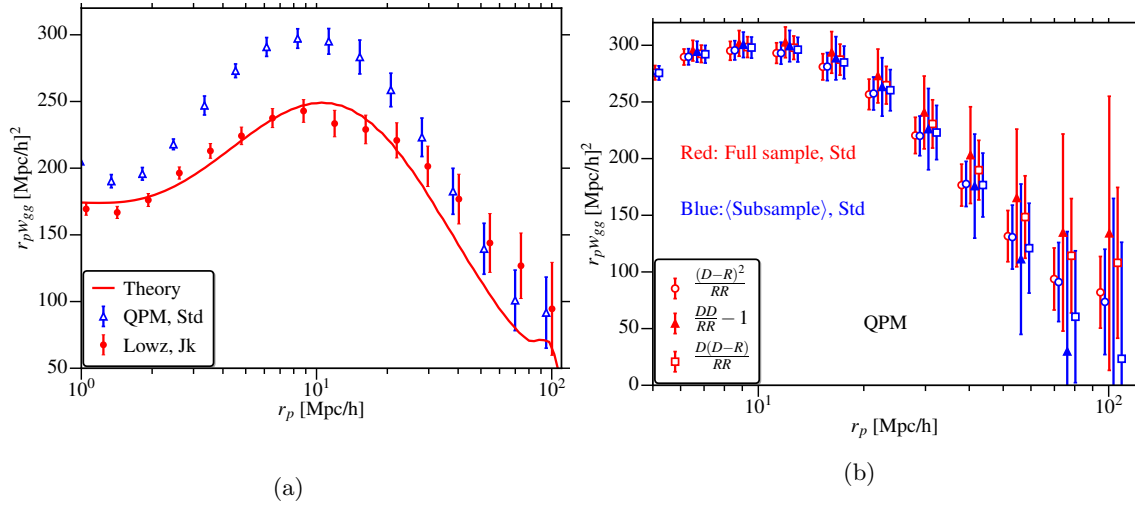 300
250
200
150
100
50
r_p w_gg [Mpc/h]^2
Theory
QPM, Std
Lowz, Jk
10^0
10^1
10^2
r_p [Mpc/h]
(a)
300
250
200
150
100
50
0
r_p w_gg [Mpc/h]^2
Red: Full sample, Std
Blue:⟨Subsample⟩, Std
(D−R)^2/RR
DD/RR − 1
D(D−R)/RR
QPM
10^1
10^2
r_p [Mpc/h]
(b)